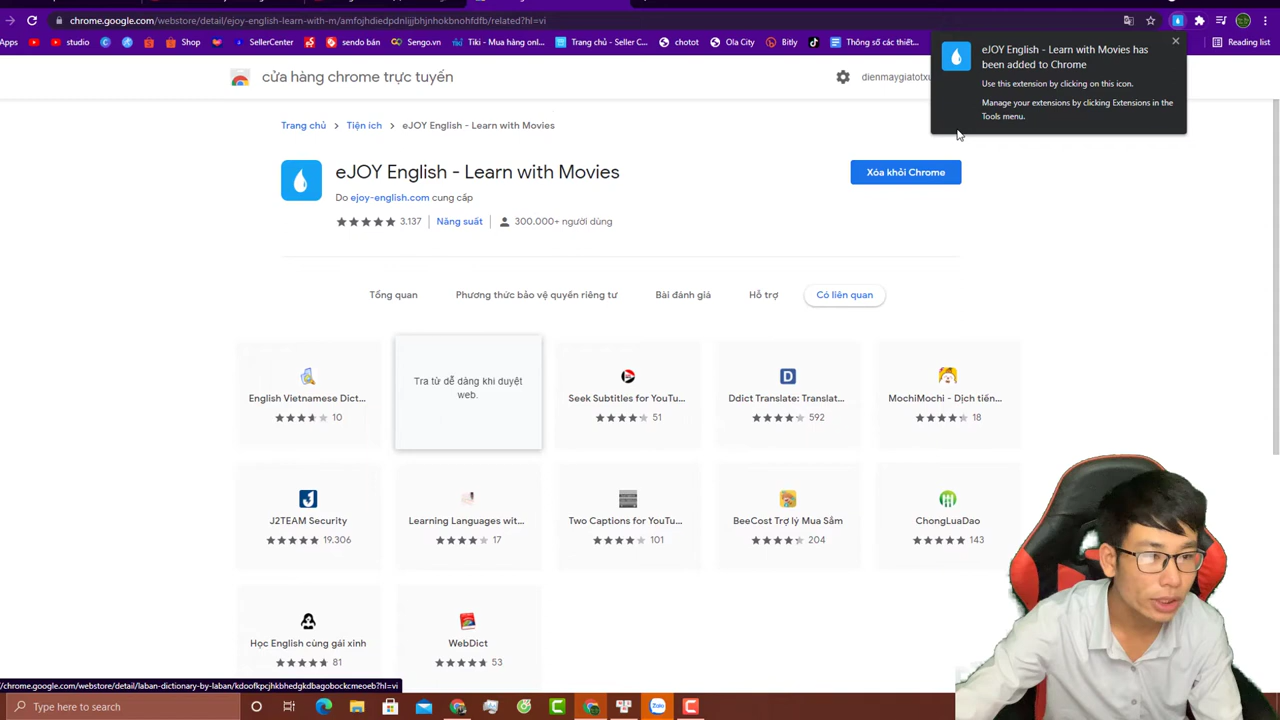 chrome.google.com/webstore/detail/ejoy-english-learn-with-m/amfojhdiedpdnlijjbhjnhokbnohfdfb/related?hl=vi
Apps
studio
Shop
SellerCenter
sendo bán
Sengo.vn
Tiki - Mua hàng onl...
Trang chủ - Seller C...
chotot
Ola City
Bitly
Thông số các thiết...
Reading list
eJOY English - Learn with Movies has
been added to Chrome
Use this extension by clicking on this icon.
Manage your extensions by clicking Extensions in the
Tools menu.
cửa hàng chrome trực tuyến
dienmaygiatotxu
Trang chủ > Tiện ích > eJOY English - Learn with Movies
eJOY English - Learn with Movies
Xóa khỏi Chrome
Do ejoy-english.com cung cấp
3.137 Năng suất 300.000+ người dùng
Tổng quan Phương thức bảo vệ quyền riêng tư Bài đánh giá Hỗ trợ Có liên quan
English Vietnamese Dict...
10
Tra từ dễ dàng khi duyệt
web.
Seek Subtitles for YouTu...
51
Ddict Translate: Translat...
592
MochiMochi - Dịch tiến...
18
J2TEAM Security
19.306
Learning Languages wit...
17
Two Captions for YouTu...
101
BeeCost Trợ lý Mua Sắm
204
ChongLuaDao
143
Học English cùng gái xinh
81
WebDict
53
/chrome.google.com/webstore/detail/laban-dictionary-by-laban/kdoofkpcjhkbhedgkdbagobockcmeoeb?hl=vi
Type here to search
Zalo